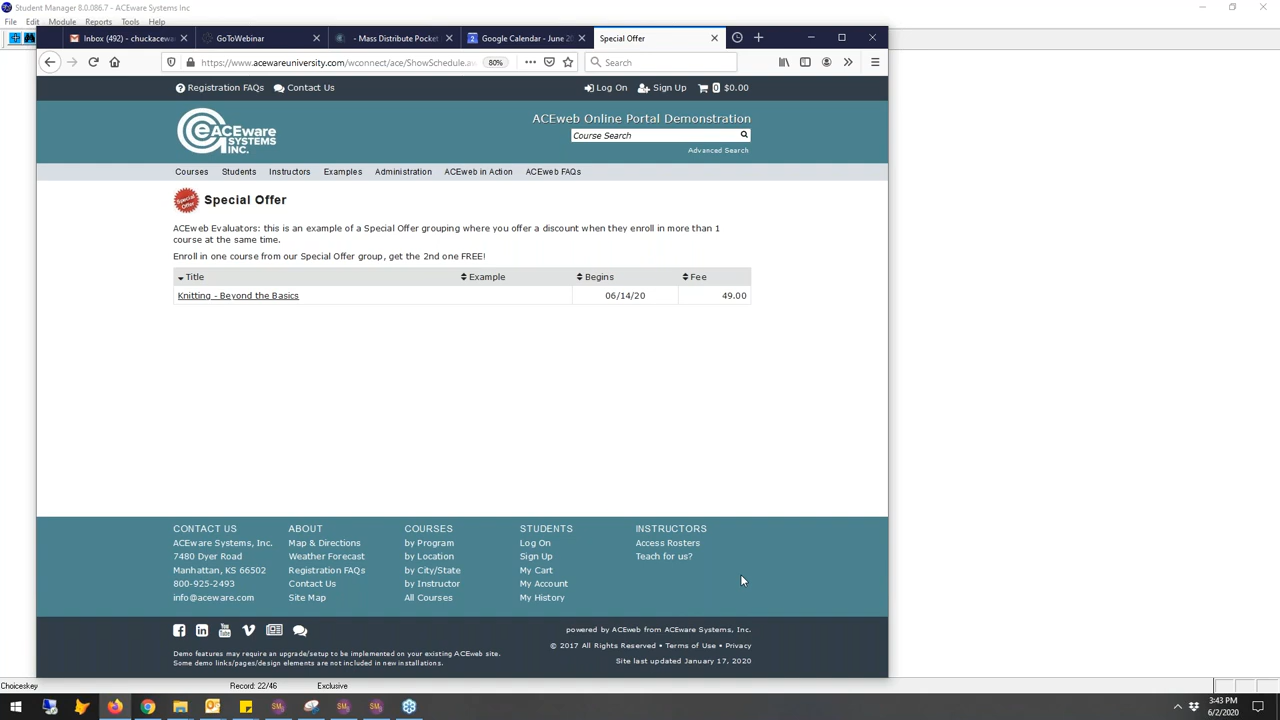 Student Manager 8.0.086.7 - ACEware Systems Inc
File Edit Module Reports Tools Help
Inbox (492) - chuckacewar
GoToWebinar
- Mass Distribute Pocket
Google Calendar - June 20
Special Offer
https://www.acewareuniversity.com/wconnect/ace/ShowSchedule.aw
80%
Search
Registration FAQs Contact Us
Log On Sign Up 0 $0.00
ACEware SYSTEMS INC.
ACEweb Online Portal Demonstration
Course Search
Advanced Search
Courses Students Instructors Examples Administration ACEweb in Action ACEweb FAQs
Special Offer Special Offer
ACEweb Evaluators: this is an example of a Special Offer grouping where you offer a discount when they enroll in more than 1
course at the same time.
Enroll in one course from our Special Offer group, get the 2nd one FREE!
Title Example Begins Fee
Knitting - Beyond the Basics 06/14/20 49.00
CONTACT US ABOUT COURSES STUDENTS INSTRUCTORS
ACEware Systems, Inc. Map & Directions by Program Log On Access Rosters
7480 Dyer Road Weather Forecast by Location Sign Up Teach for us?
Manhattan, KS 66502 Registration FAQs by City/State My Cart
800-925-2493 Contact Us by Instructor My Account
info@aceware.com Site Map All Courses My History
powered by ACEweb from ACEware Systems, Inc.
© 2017 All Rights Reserved • Terms of Use • Privacy
Demo features may require an upgrade/setup to be implemented on your existing ACEweb site.
Site last updated January 17, 2020
Some demo links/pages/design elements are not included in new installations.
Choiceskey Record: 22/46 Exclusive
3:43 PM
6/2/2020